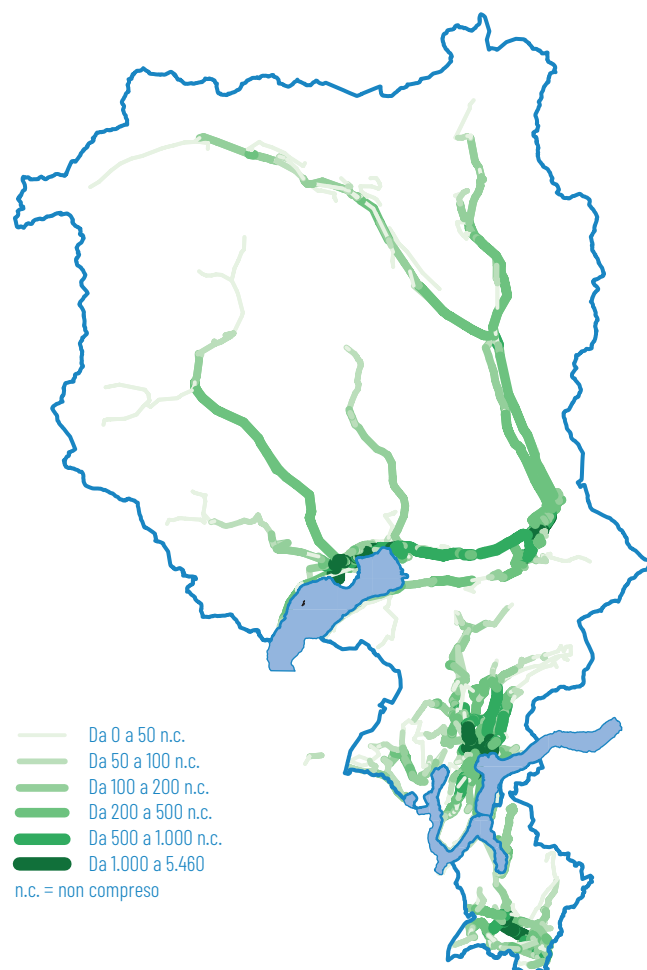 Da 0 a 50 n.c.
Da 50 a 100 n.c.
Da 100 a 200 n.c.
Da 200 a 500 n.c.
Da 500 a 1.000 n.c.
Da 1.000 a 5.460
n.c. = non compreso